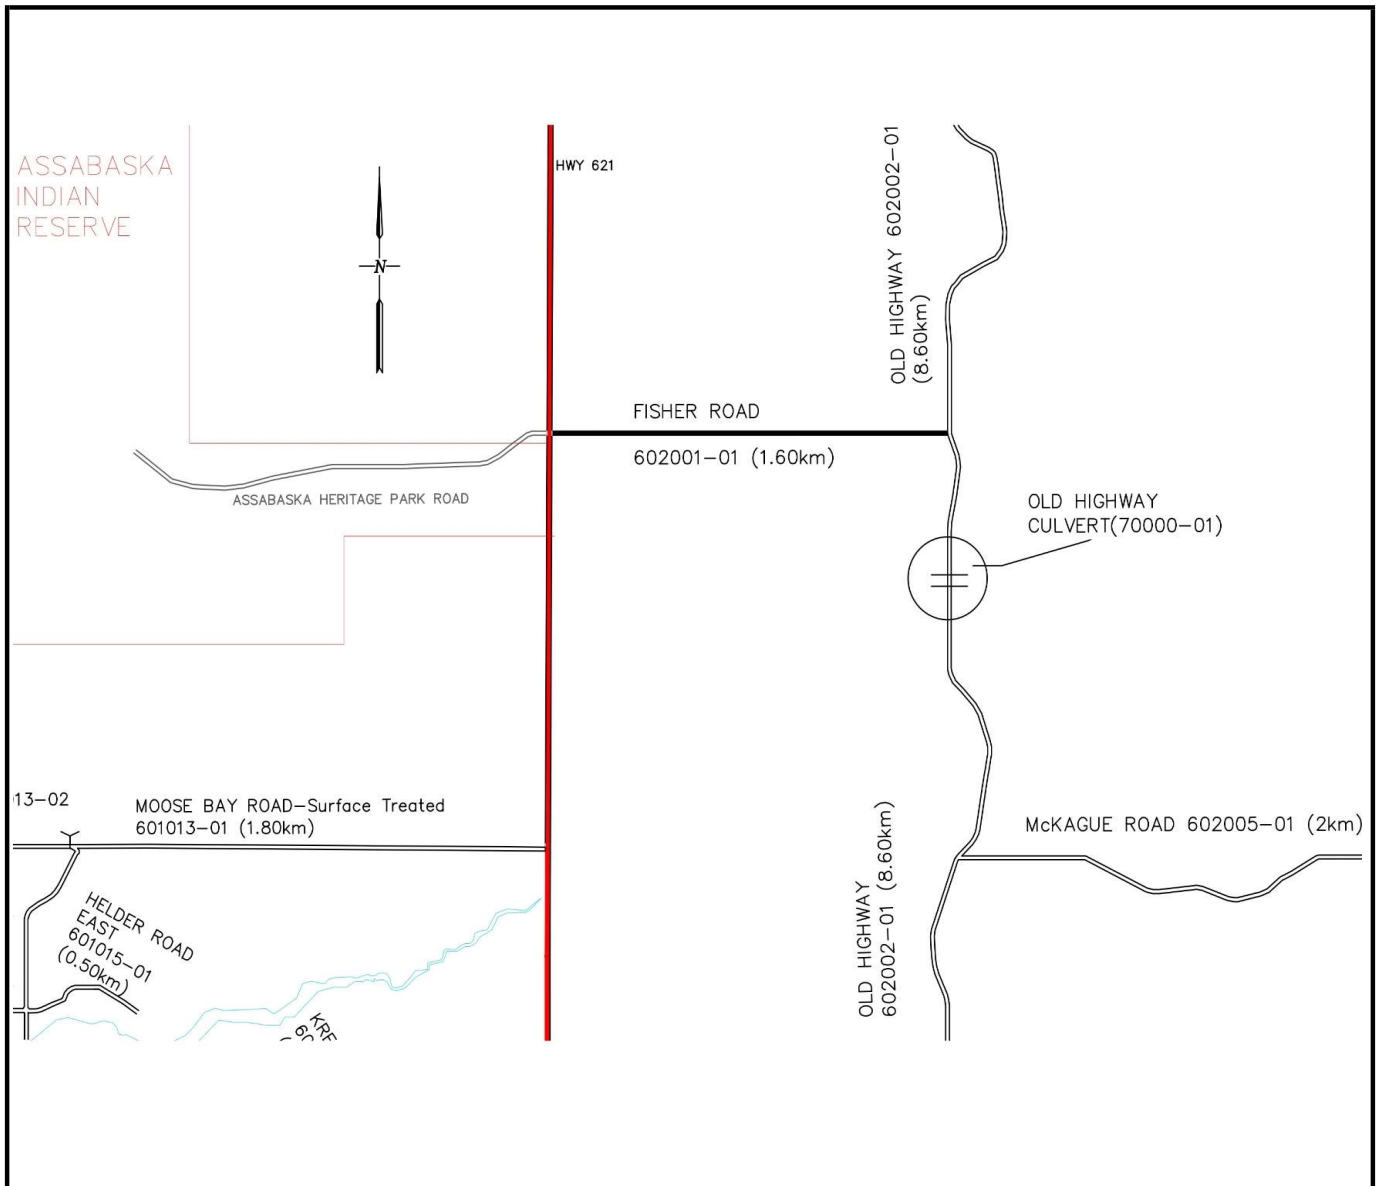 ASSABASKA
INDIAN
RESERVE
N
HWY 621
OLD HIGHWAY 602002-01
(8.60km)
FISHER ROAD
602001-01 (1.60km)
ASSABASKA HERITAGE PARK ROAD
OLD HIGHWAY
CULVERT(70000-01)
13-02
MOOSE BAY ROAD-Surface Treated
601013-01 (1.80km)
McKAGUE ROAD 602005-01 (2km)
OLD HIGHWAY
602002-01 (8.60km)
HELDER ROAD
EAST
601015-01
(0.50km)